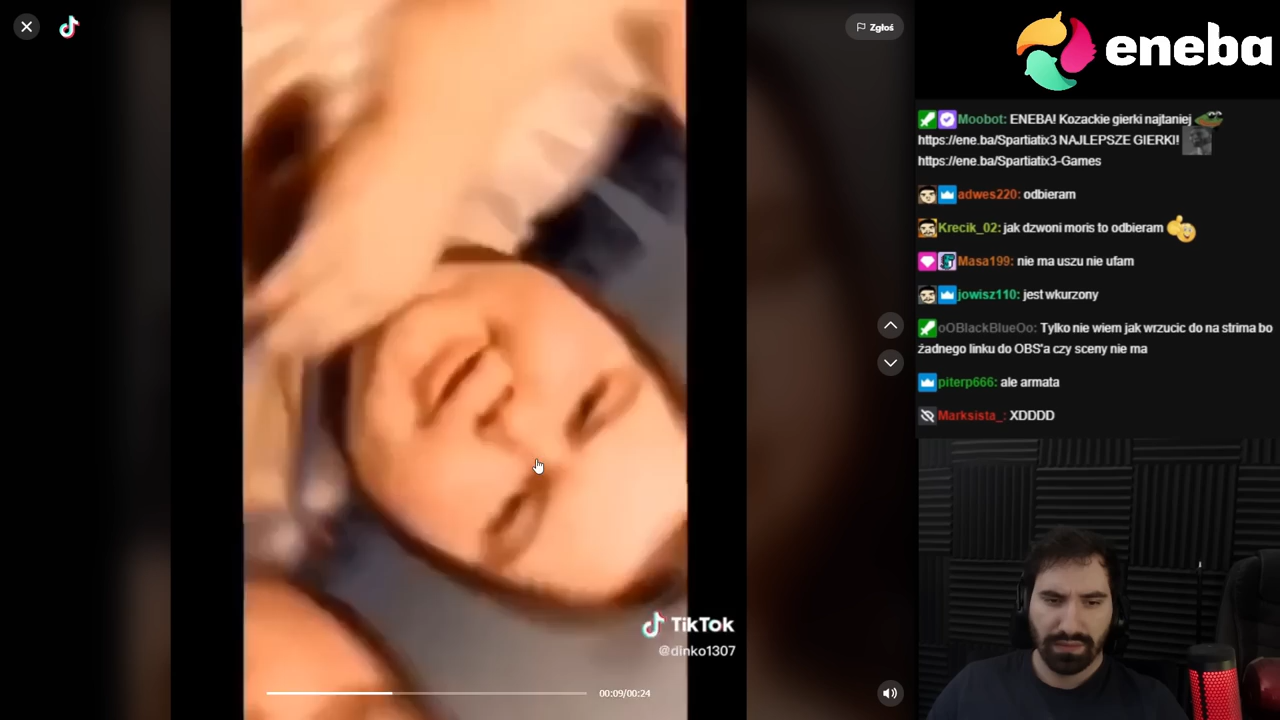 Zgłoś
eneba
Moobot: ENEBA! Kozackie gierki najtaniej
https://ene.ba/Spartiatix3 NAJLEPSZE GIERKI!
https://ene.ba/Spartiatix3-Games
adwes220: odbieram
Krecik_02: jak dzwoni moris to odbieram
Masa199: nie ma uszu nie ufam
jowisz110: jest wkurzony
oOBlackBlueOo: Tylko nie wiem jak wrzucic do na strima bo
źadnego linku do OBS'a czy sceny nie ma
piterp666: ale armata
Marksista_: XDDDD
TikTok
@dinko1307
00:09/00:24